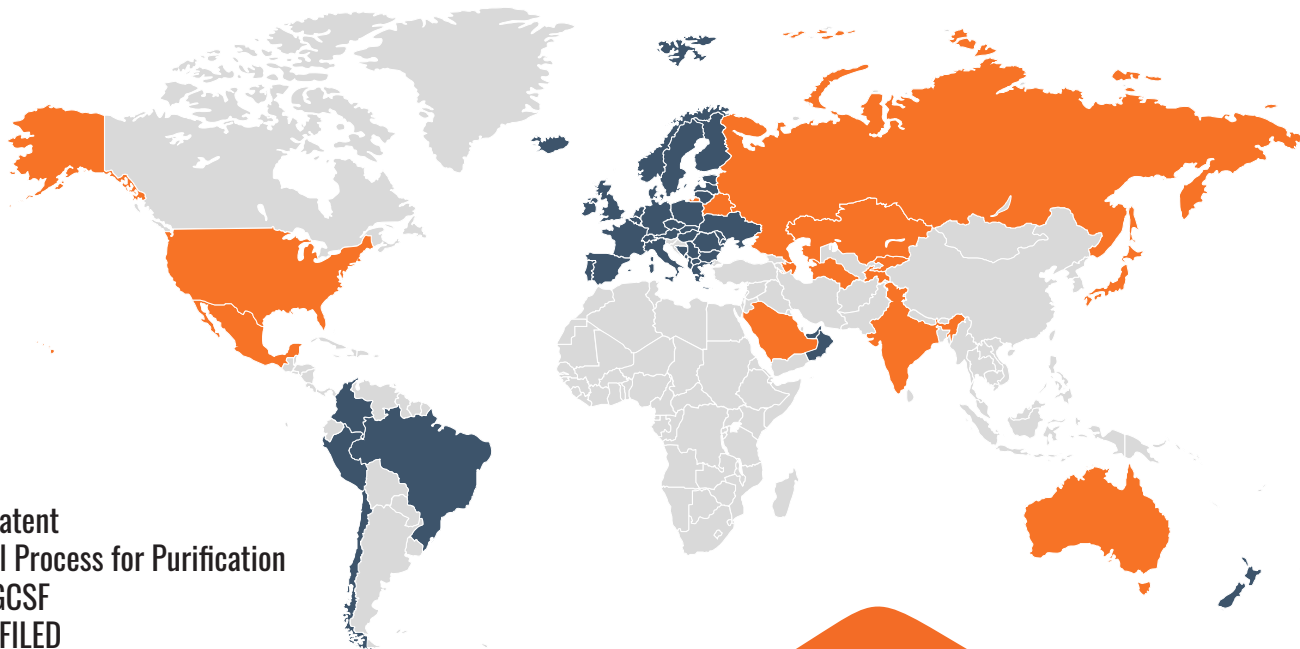 atent
l Process for Purification
GCSF
FILED